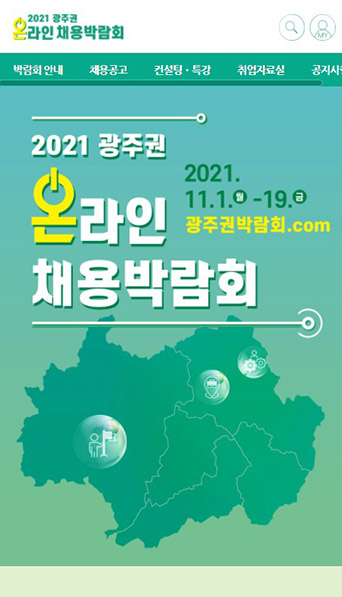 2021 광주권
온라인 채용박람회
MY
박람회 안내 채용공고 컨설팅·특강 취업자료실 공지사
2021 광주권
온라인
채용박람회
2021.
11.1.월 -19.금
광주권박람회.com